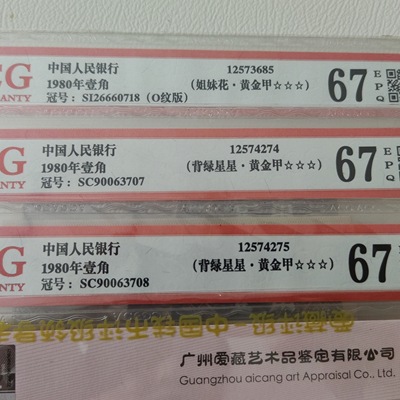 EG
ANTY
中国人民银行
1980年壹角
冠号：SI26660718（O纹版）
12573685
（姐妹花·黄金甲☆☆☆）
67
E
P
Q
G
ANTY
中国人民银行
1980年壹角
冠号：SC90063707
12574274
（背绿星星·黄金甲☆☆☆）
67
E
P
Q
G
NTY
中国人民银行
1980年壹角
冠号：SC90063708
12574275
（背绿星星·黄金甲☆☆☆）
67
广州爱藏艺术品鉴定有限公司
Guangzhou aicang art Appraisal Co., Ltd.